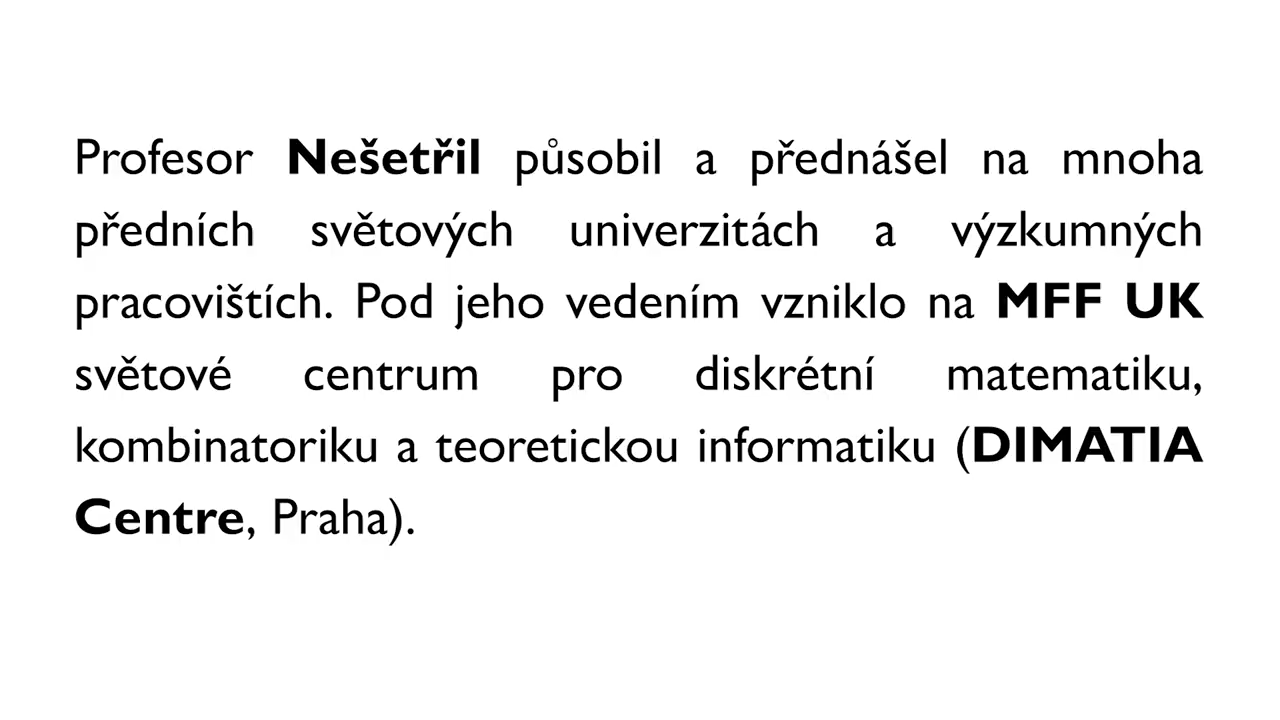 Profesor Nešetřil působil a přednášel na mnoha
předních světových univerzitách a výzkumných
pracovištích. Pod jeho vedením vzniklo na MFF UK
světové centrum pro diskrétní matematiku,
kombinatoriku a teoretickou informatiku (DIMATIA
Centre, Praha).